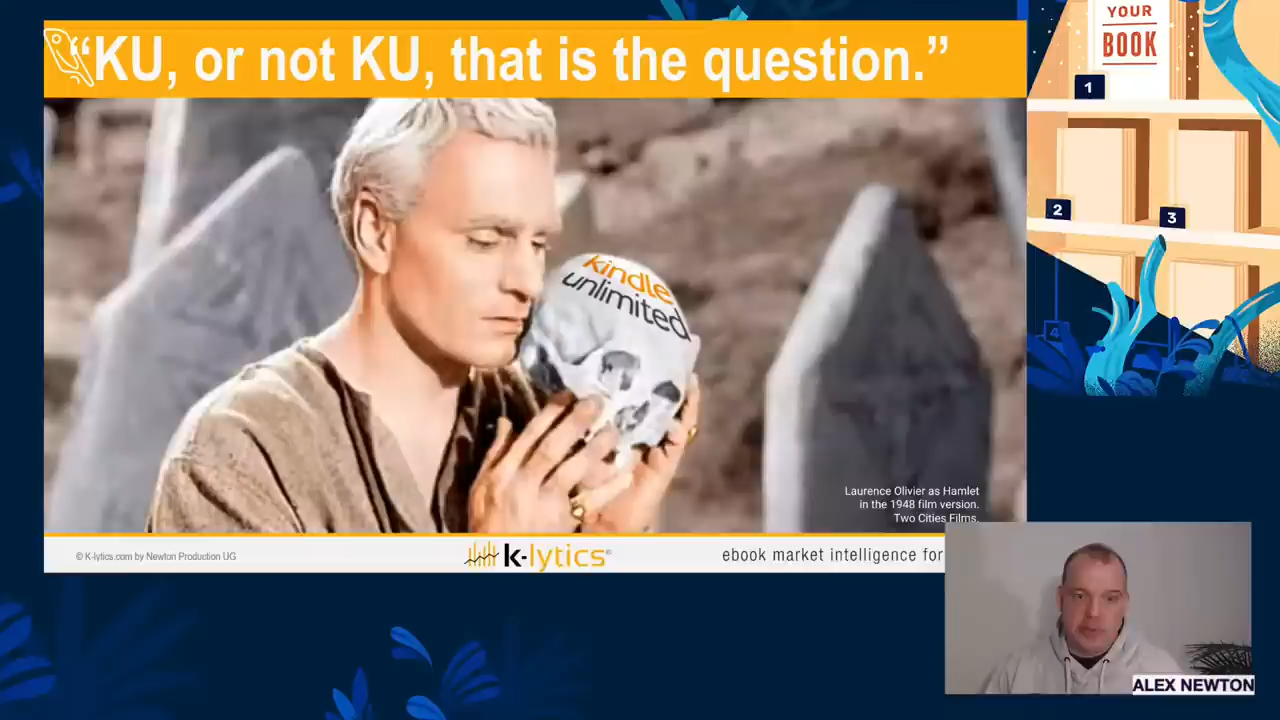 “KU, or not KU, that is the question.”
YOUR
BOOK
1
2
3
4
kindle
unlimited
Laurence Olivier as Hamlet
in the 1948 film version.
Two Cities Films.
© K-lytics.com by Newton Production UG
k-lytics®
ebook market intelligence for
ALEX NEWTON